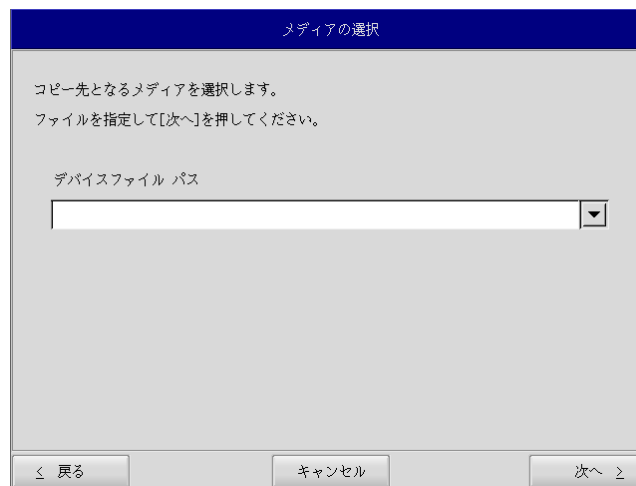 メディアの選択
コピー先となるメディアを選択します。
ファイルを指定して[次へ]を押してください。
デバイスファイル パス
≤ 戻る
キャンセル
次へ ≥